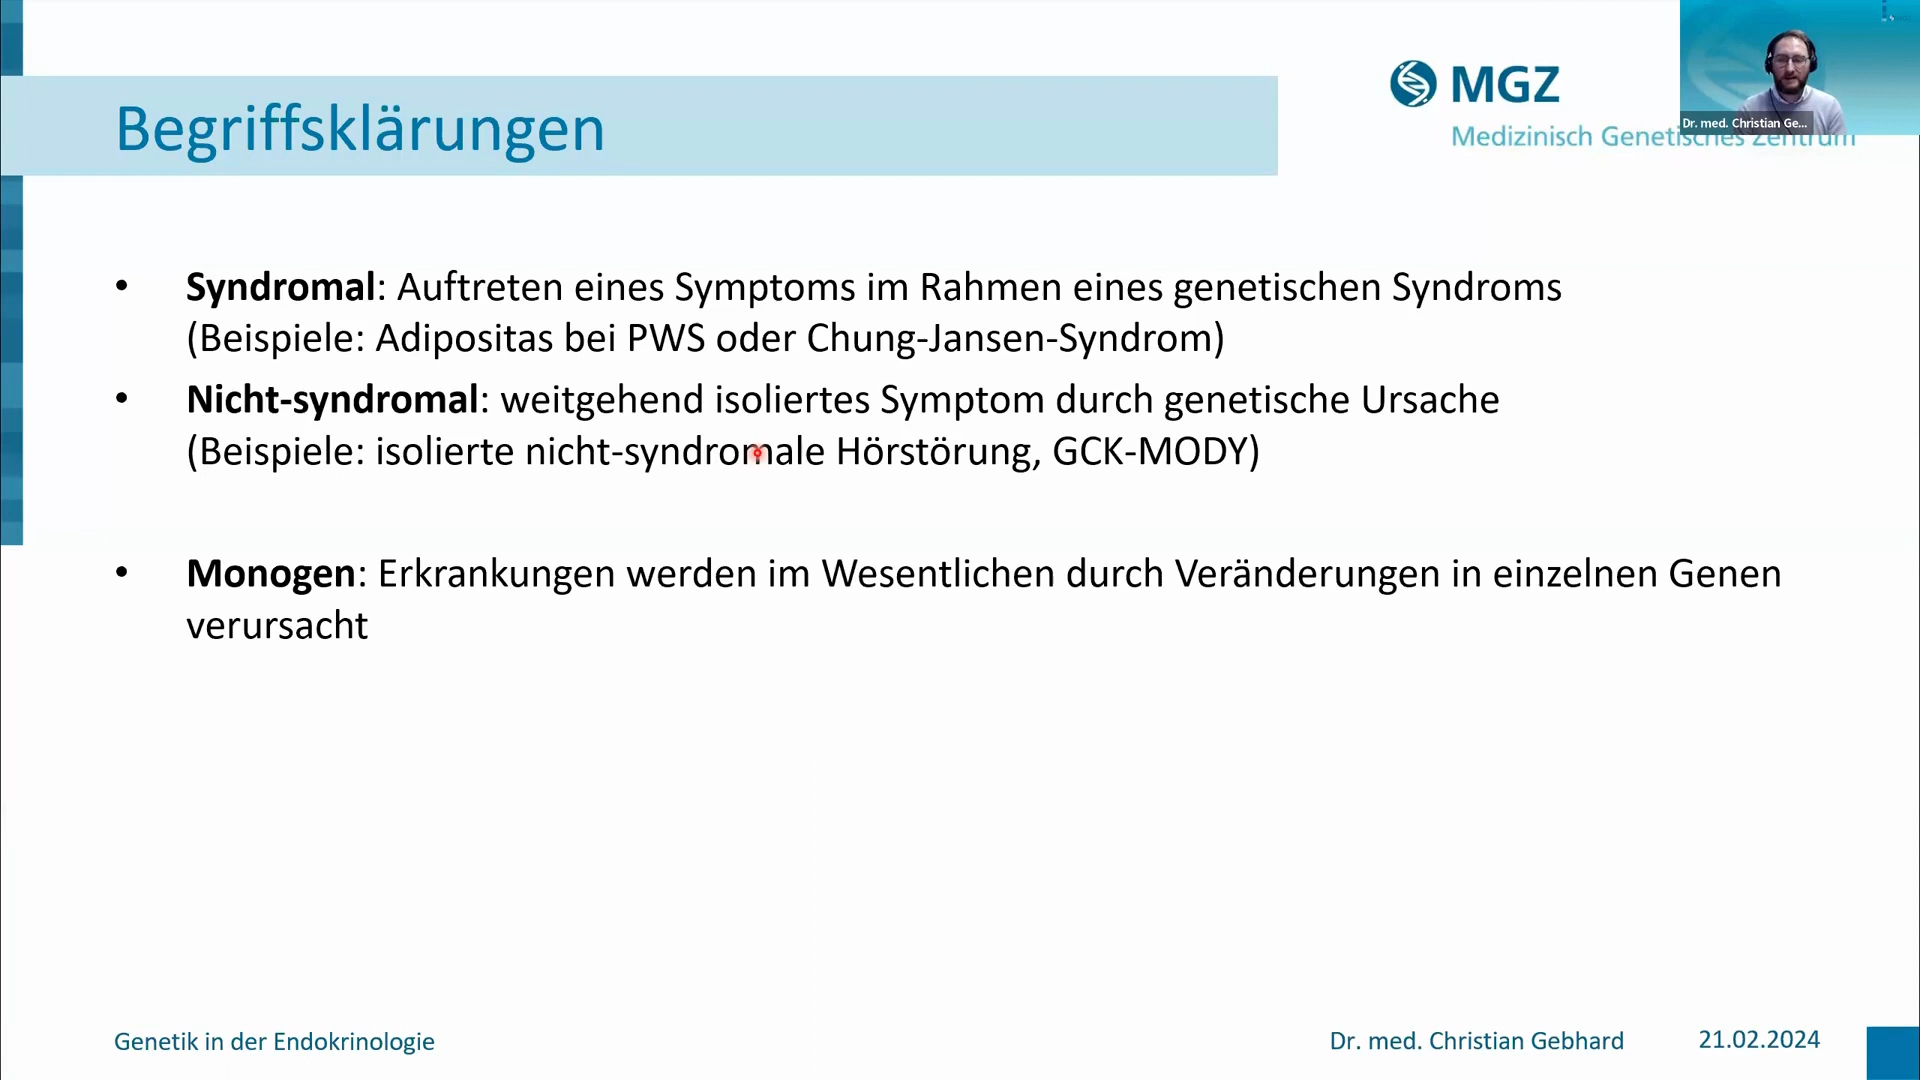 Begriffsklärungen
MGZ
Medizinisch Genetisches Zentrum
Dr. med. Christian Ge...
• Syndromal: Auftreten eines Symptoms im Rahmen eines genetischen Syndroms
(Beispiele: Adipositas bei PWS oder Chung-Jansen-Syndrom)
• Nicht-syndromal: weitgehend isoliertes Symptom durch genetische Ursache
(Beispiele: isolierte nicht-syndromale Hörstörung, GCK-MODY)
• Monogen: Erkrankungen werden im Wesentlichen durch Veränderungen in einzelnen Genen
verursacht
Genetik in der Endokrinologie
Dr. med. Christian Gebhard
21.02.2024